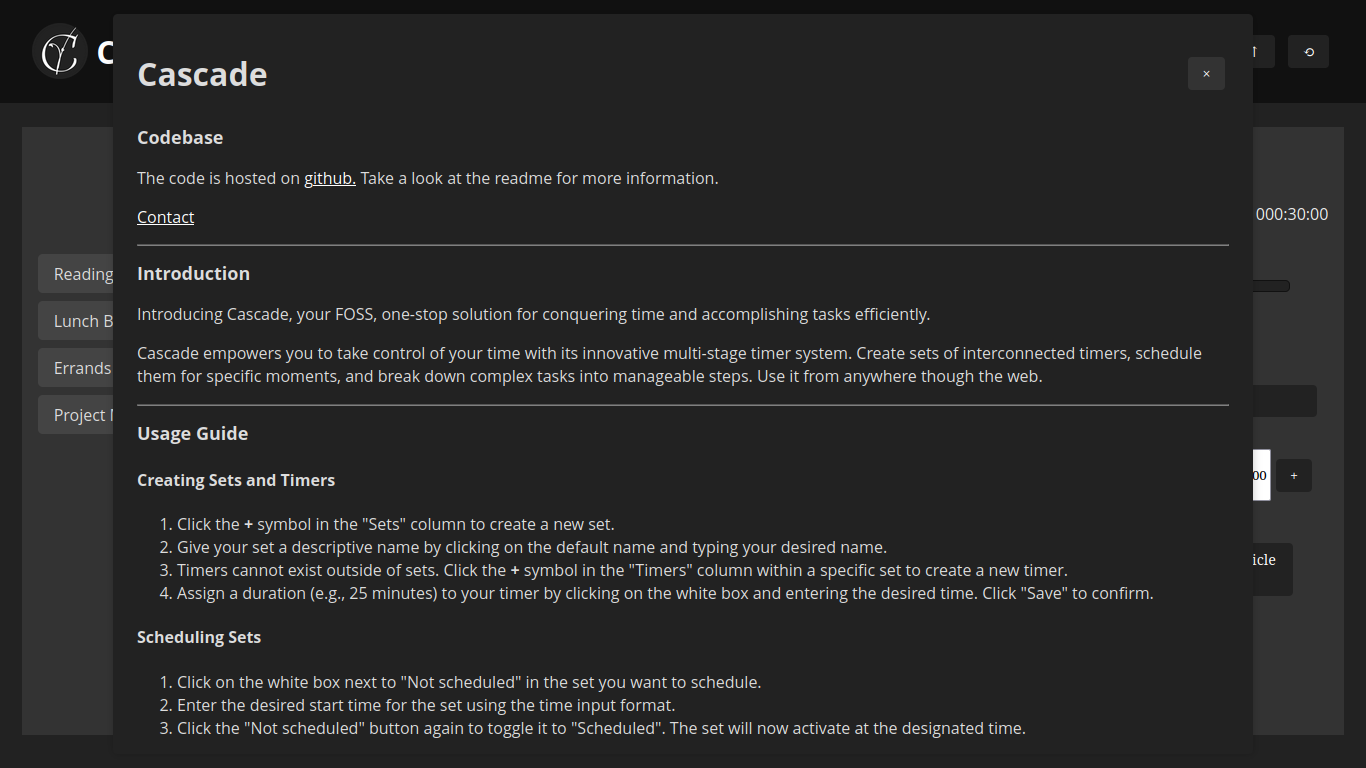 C
Cascade
×
Codebase
The code is hosted on github. Take a look at the readme for more information.
Contact
000:30:00
Introduction
Reading
Introducing Cascade, your FOSS, one-stop solution for conquering time and accomplishing tasks efficiently.
Lunch B
Cascade empowers you to take control of your time with its innovative multi-stage timer system. Create sets of interconnected timers, schedule
them for specific moments, and break down complex tasks into manageable steps. Use it from anywhere though the web.
Errands
Project
Usage Guide
Creating Sets and Timers
00
+
1. Click the + symbol in the "Sets" column to create a new set.
2. Give your set a descriptive name by clicking on the default name and typing your desired name.
3. Timers cannot exist outside of sets. Click the + symbol in the "Timers" column within a specific set to create a new timer.
icle
4. Assign a duration (e.g., 25 minutes) to your timer by clicking on the white box and entering the desired time. Click "Save" to confirm.
Scheduling Sets
1. Click on the white box next to "Not scheduled" in the set you want to schedule.
2. Enter the desired start time for the set using the time input format.
3. Click the "Not scheduled" button again to toggle it to "Scheduled". The set will now activate at the designated time.